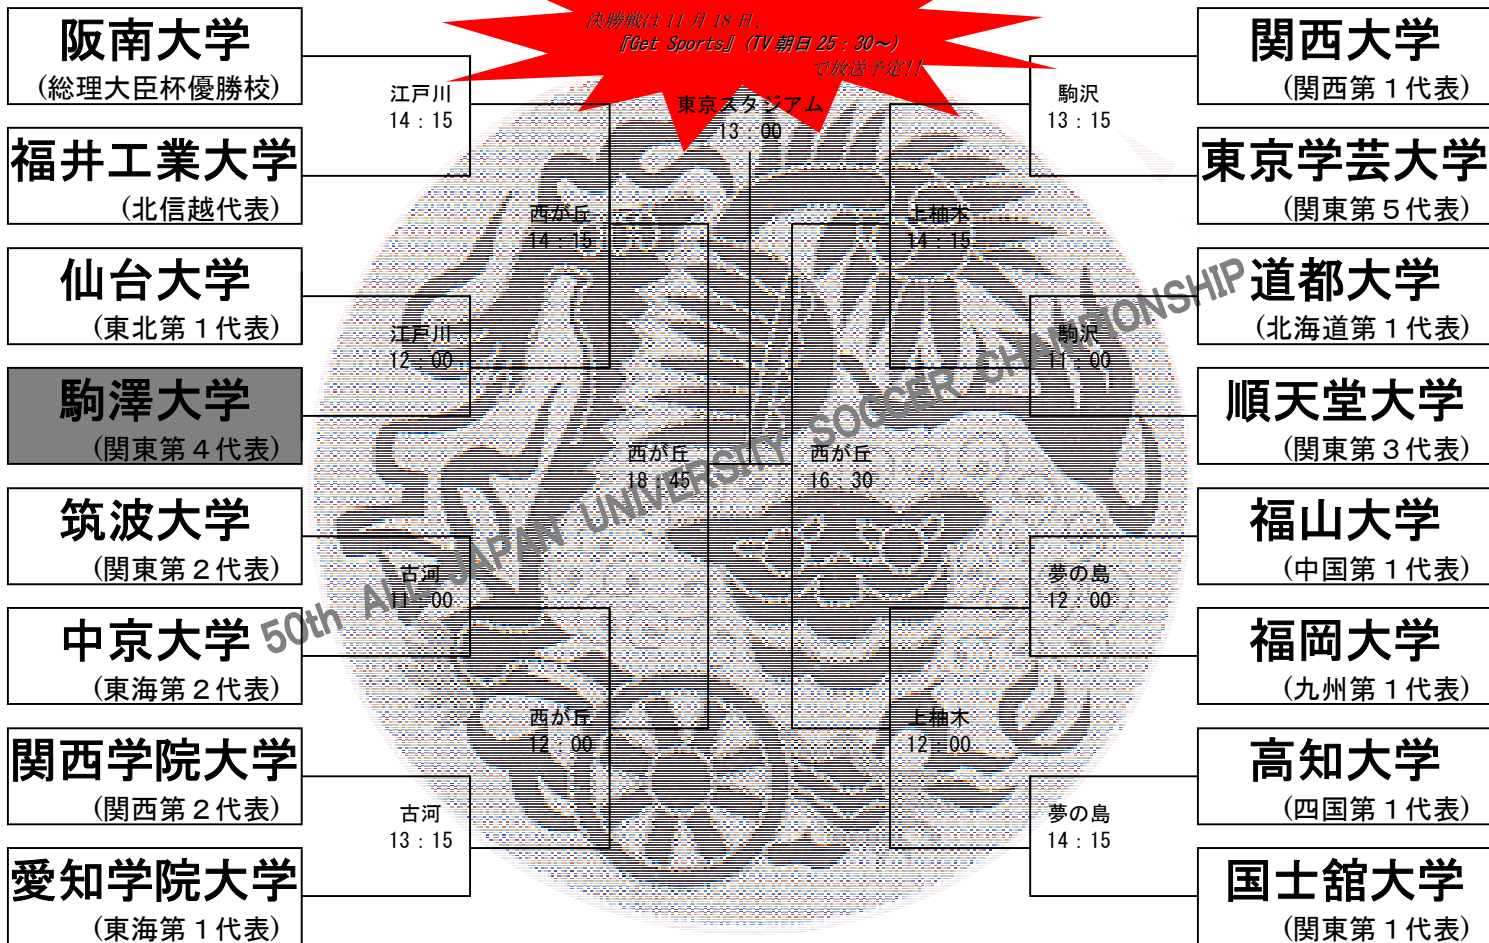 決勝戦は11月18日、
『Get Sports』(TV朝日25：30～)
で放送予定!!
東京スタジアム
13：00
阪南大学
(総理大臣杯優勝校)
江戸川
14：15
福井工業大学
(北信越代表)
西が丘
14：15
仙台大学
(東北第１代表)
江戸川
12：00
駒澤大学
(関東第４代表)
西が丘
18：45
筑波大学
(関東第２代表)
古河
11：00
中京大学
(東海第２代表)
西が丘
12：00
関西学院大学
(関西第２代表)
古河
13：15
愛知学院大学
(東海第１代表)
関西大学
(関西第１代表)
駒沢
13：15
東京学芸大学
(関東第５代表)
上柚木
14：15
道都大学
(北海道第１代表)
駒沢
11：00
順天堂大学
(関東第３代表)
西が丘
16：30
福山大学
(中国第１代表)
夢の島
12：00
福岡大学
(九州第１代表)
上柚木
12：00
高知大学
(四国第１代表)
夢の島
14：15
国士舘大学
(関東第１代表)
50th ALL JAPAN UNIVERSITY SOCCER CHAMPIONSHIP